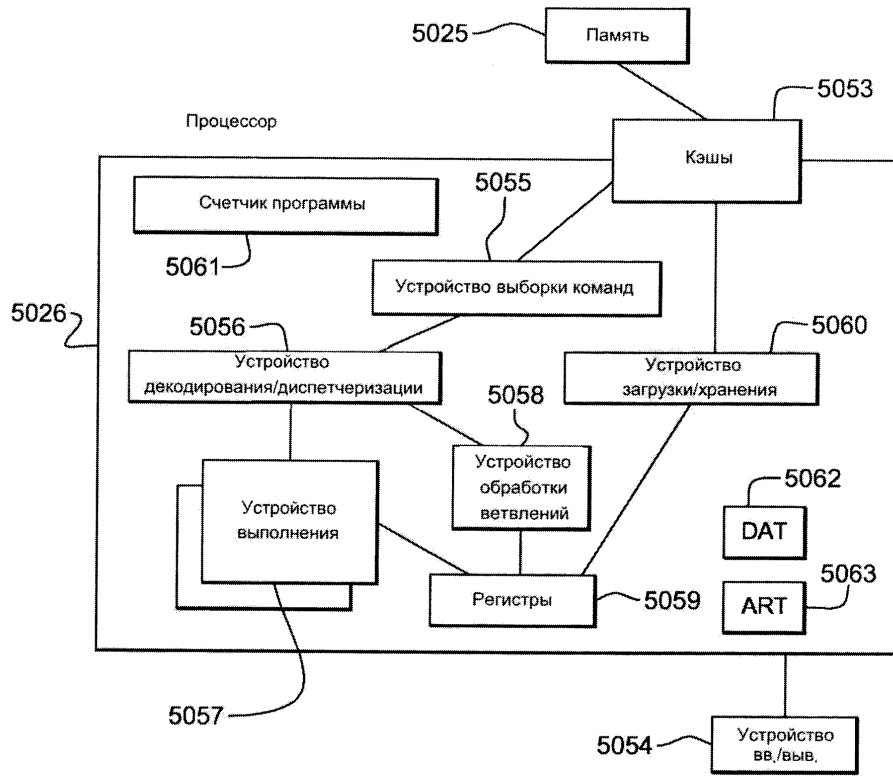 5025
Память
5053
Процессор
Кэшы
Счетчик программы
5061
5055
Устройство выборки команд
5026
5056
Устройство
декодирования/диспетчеризации
5060
Устройство
загрузки/хранения
5058
Устройство
обработки
ветвлений
Устройство
выполнения
5062
DAT
5063
ART
Регистры
5059
5057
5054
Устройство
вв./выв.